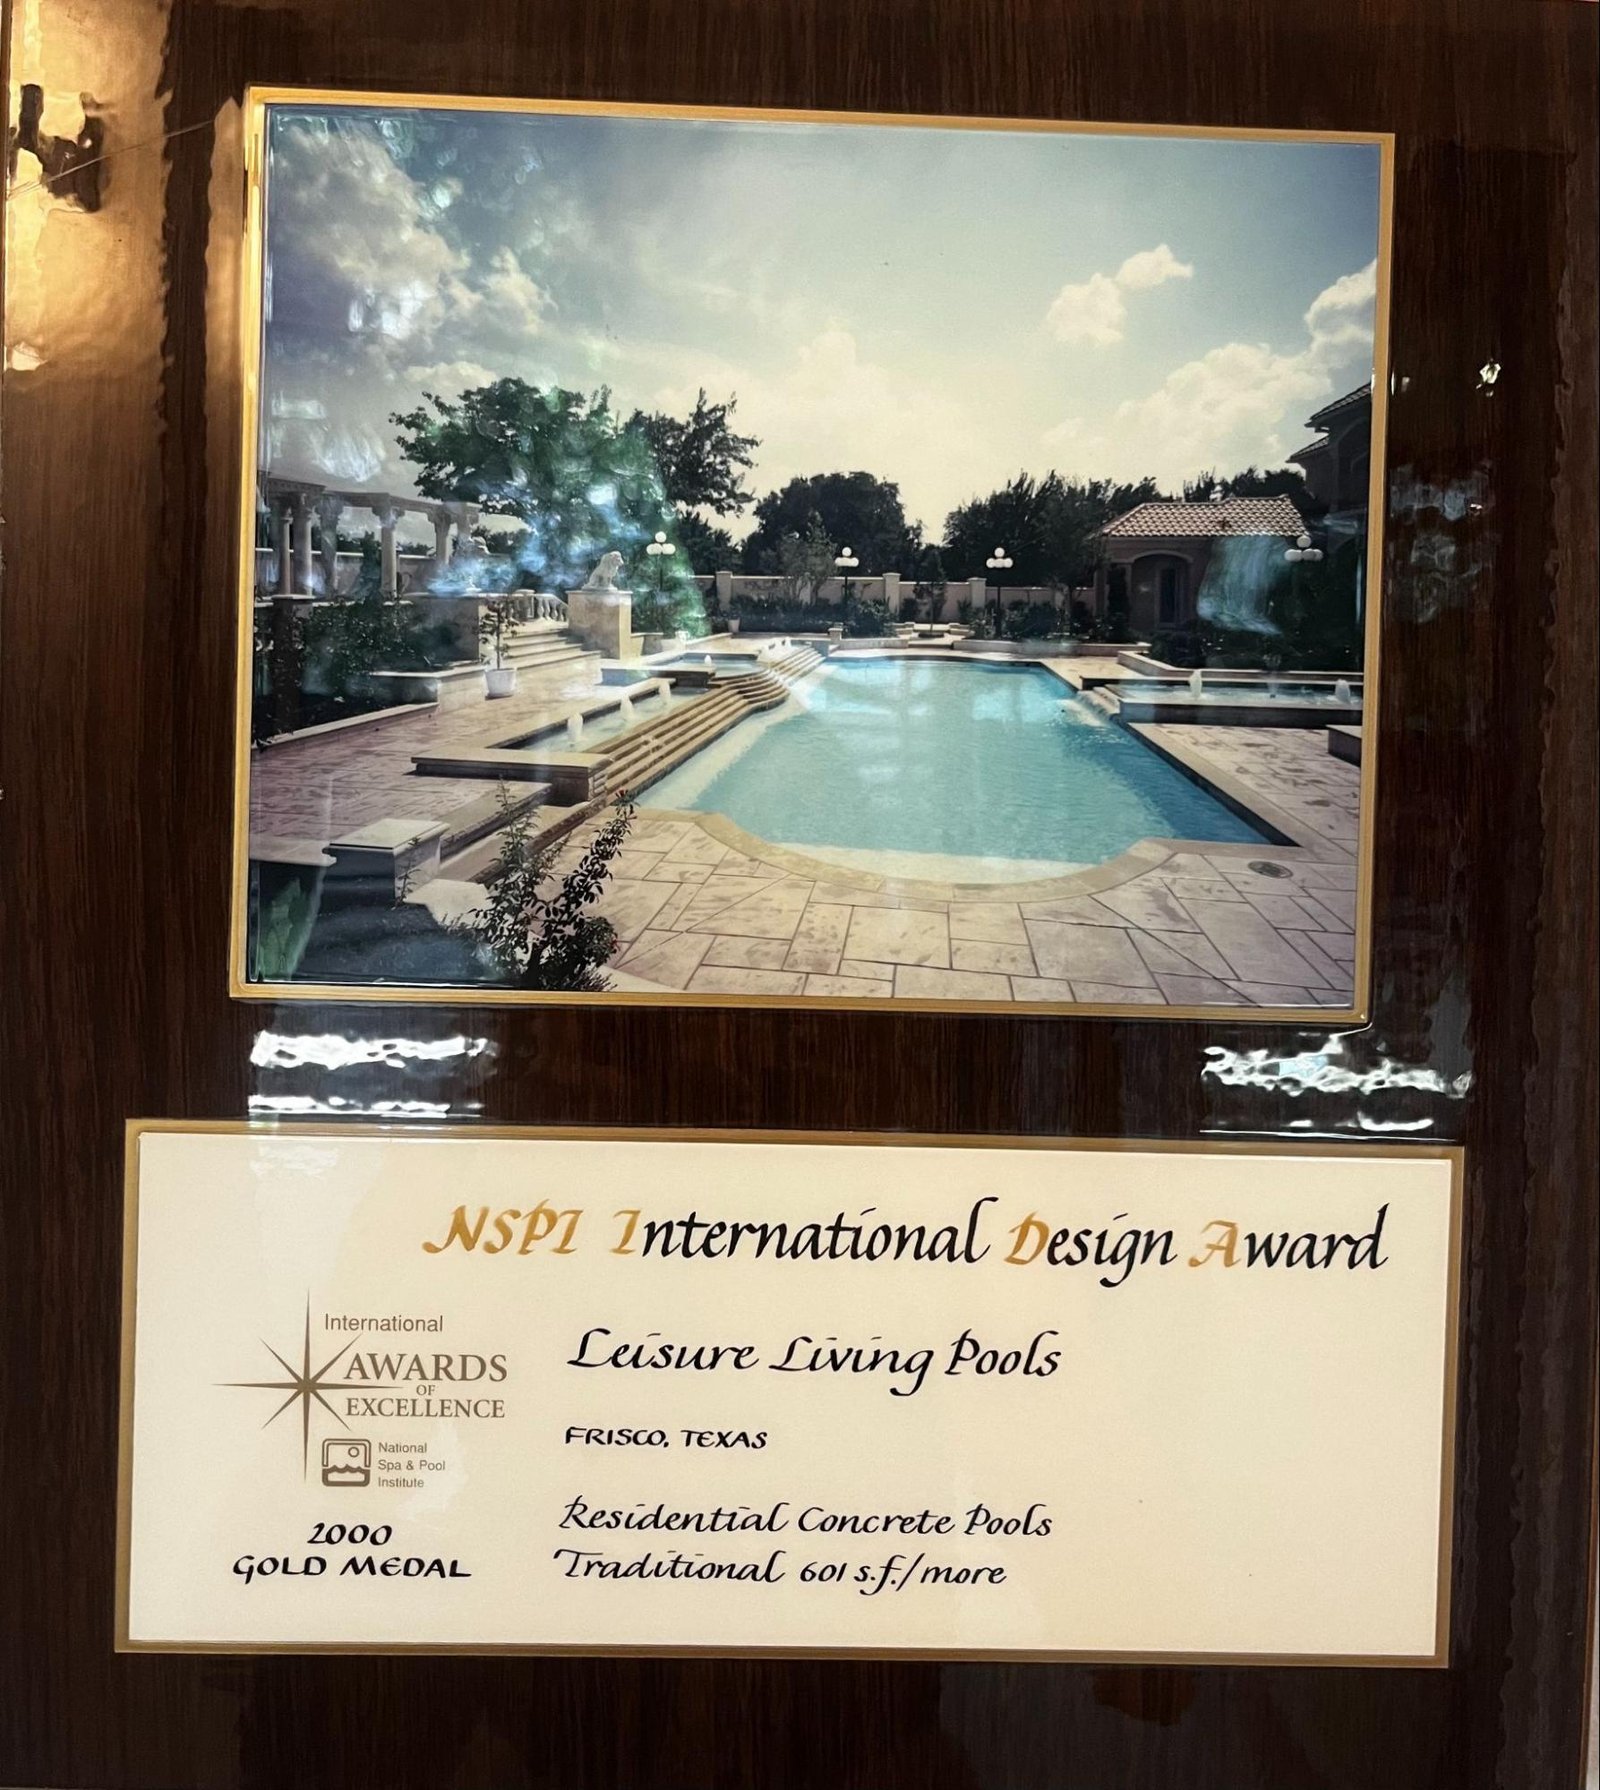 NSPI International Design Award
International
AWARDS
OF
EXCELLENCE
National
Spa & Pool
Institute
2000
GOLD MEDAL
Leisure Living Pools
FRISCO, TEXAS
Residential Concrete Pools
Traditional 601 s.f./more